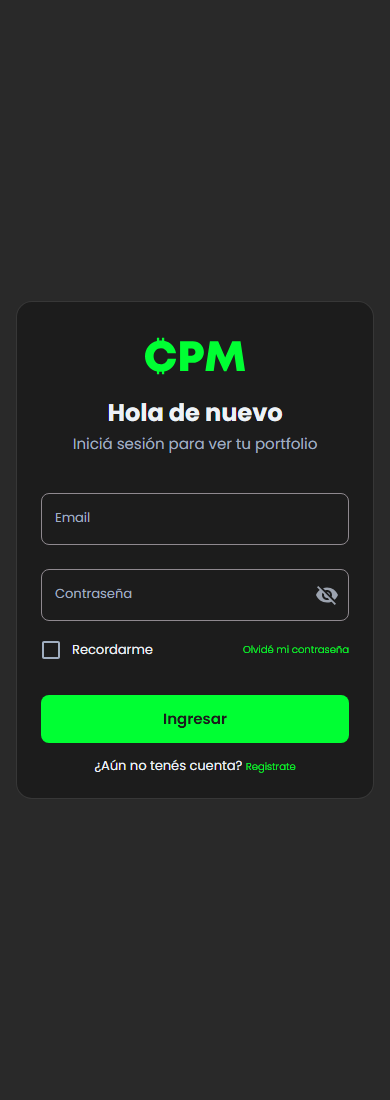 ₵PM
Hola de nuevo
Iniciá sesión para ver tu portfolio
Email
Contraseña
Recordarme
Olvidé mi contraseña
Ingresar
¿Aún no tenés cuenta? Registrate